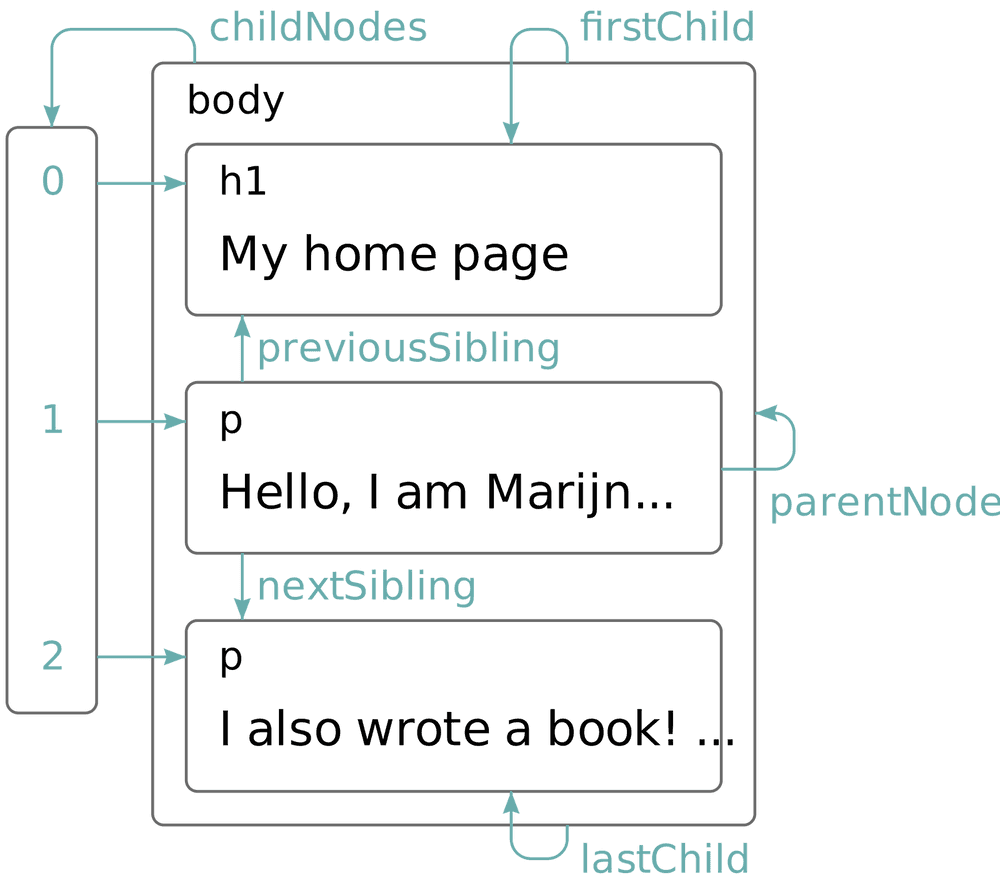 childNodes
firstChild
body
0
h1
My home page
previousSibling
1
p
Hello, I am Marijn...
parentNode
nextSibling
2
p
I also wrote a book! ...
lastChild